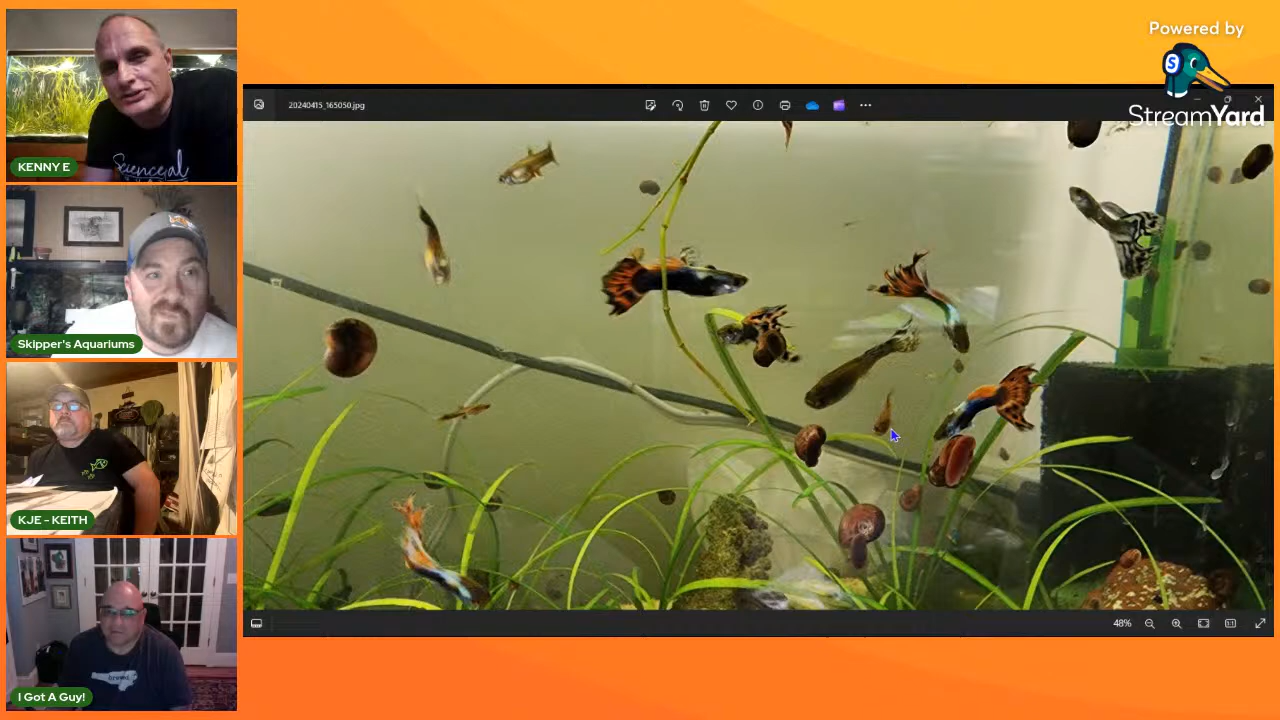 Powered by
StreamYard
20240415_165050.jpg
KENNY E
Skipper's Aquariums
KJE - KEITH
I Got A Guy!
48%